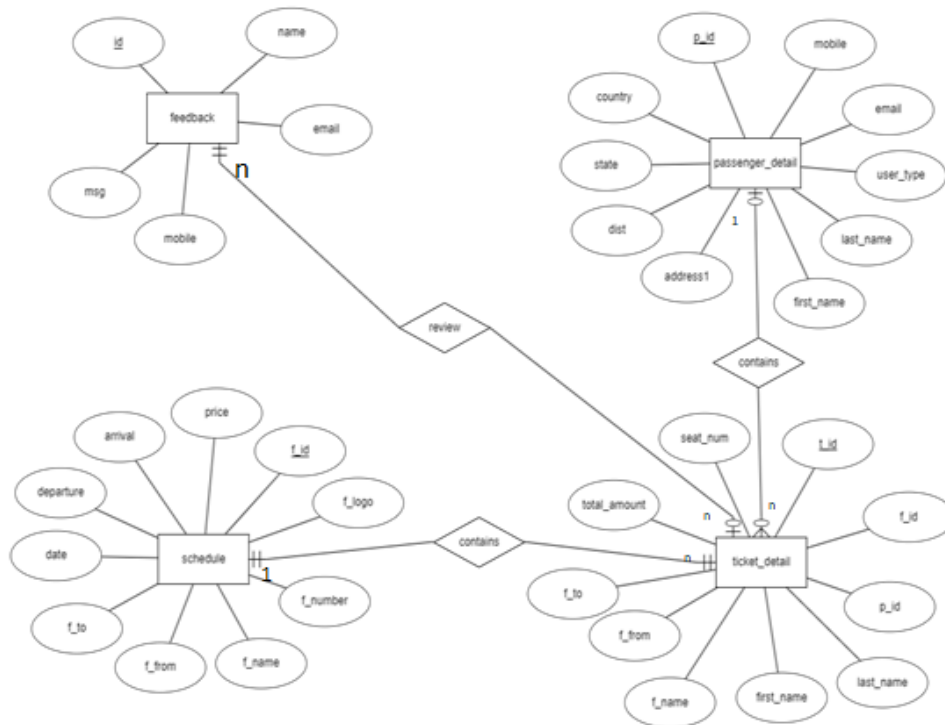 id
name
feedback
email
msg
mobile
n
p_id
mobile
country
email
passenger_detail
state
user_type
dist
last_name
address1
first_name
1
review
contains
price
arrival
f_id
departure
f_logo
date
schedule
1
f_number
f_to
f_from
f_name
contains
seat_num
t_id
total_amount
n
n
f_id
n
ticket_detail
f_to
p_id
f_from
last_name
f_name
first_name